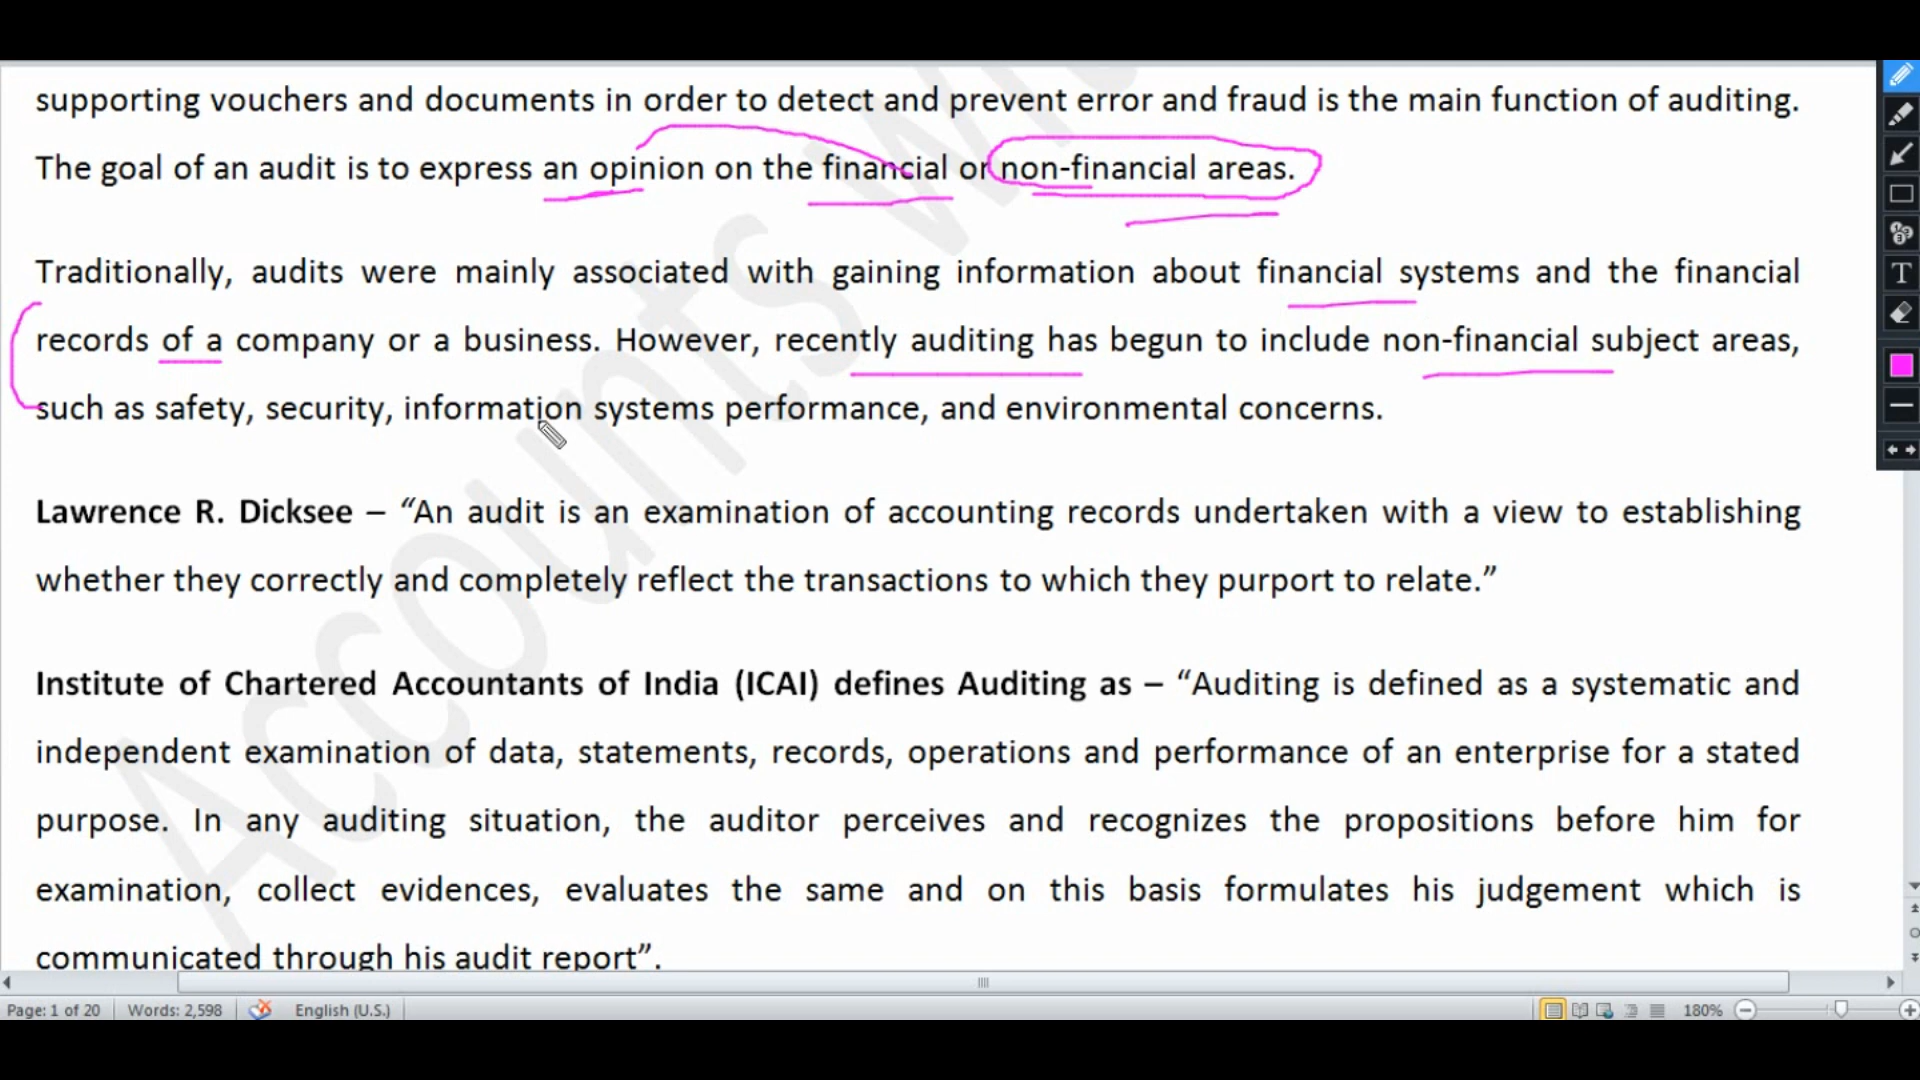 supporting vouchers and documents in order to detect and prevent error and fraud is the main function of auditing.
The goal of an audit is to express an opinion on the financial or non-financial areas.
Traditionally, audits were mainly associated with gaining information about financial systems and the financial
records of a company or a business. However, recently auditing has begun to include non-financial subject areas,
such as safety, security, information systems performance, and environmental concerns.
Lawrence R. Dicksee – “An audit is an examination of accounting records undertaken with a view to establishing
whether they correctly and completely reflect the transactions to which they purport to relate.”
Institute of Chartered Accountants of India (ICAI) defines Auditing as – “Auditing is defined as a systematic and
independent examination of data, statements, records, operations and performance of an enterprise for a stated
purpose. In any auditing situation, the auditor perceives and recognizes the propositions before him for
examination, collect evidences, evaluates the same and on this basis formulates his judgement which is
communicated through his audit report”.
Accounts
Page: 1 of 20 Words: 2,598 English (U.S.) 180%